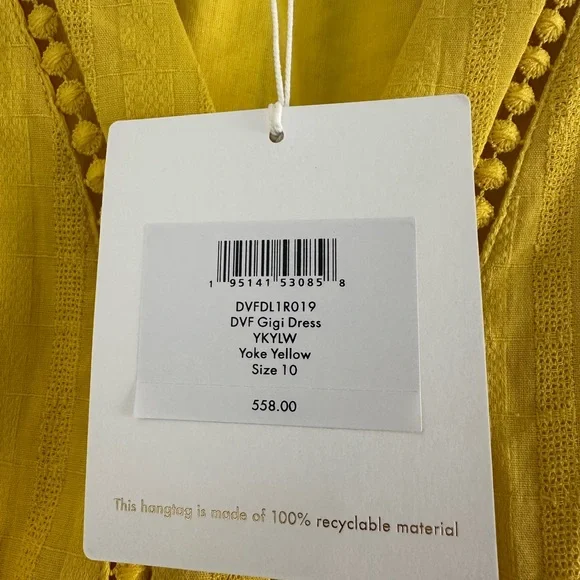 1 95141 53085 8
DVFDL1R019
DVF Gigi Dress
YKYLW
Yoke Yellow
Size 10
558.00
This hangtag is made of 100% recyclable material